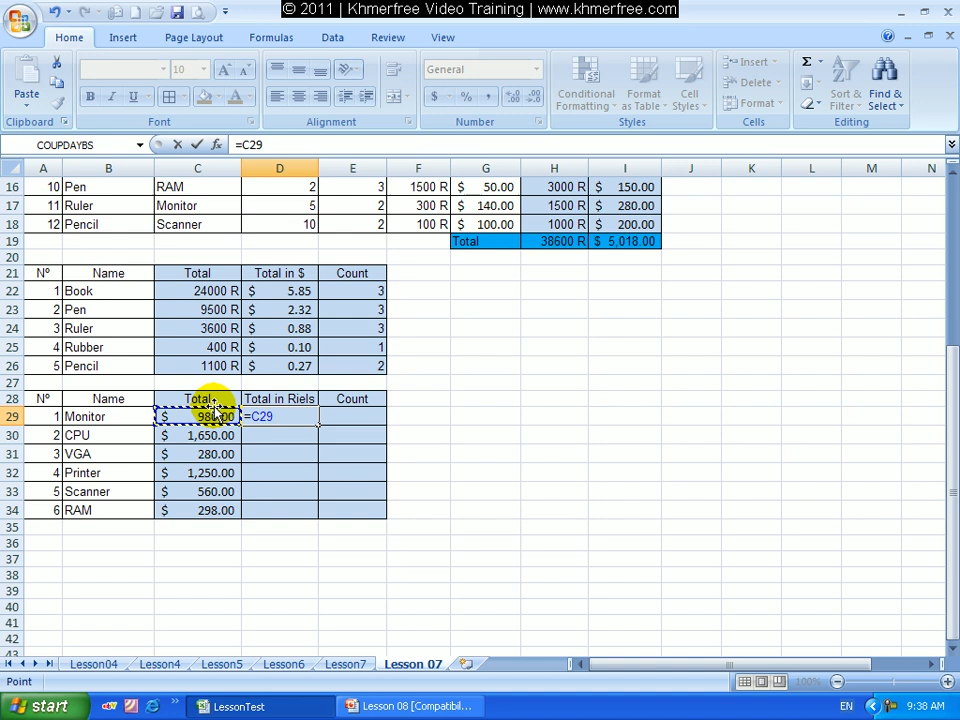 © 2011 | Khmerfree Video Training | www.khmerfree.com
Home Insert Page Layout Formulas Data Review View
Paste
10
B I U
A A
General
$ % ,
Conditional Formatting
Format as Table
Cell Styles
Insert
Delete
Format
Σ
Sort & Filter
Find & Select
Clipboard Font Alignment Number Styles Cells Editing
COUPDAYBS fx =C29
A B C D E F G H I J K L M N
16 10 Pen RAM 2 3 1500 R $ 50.00 3000 R $ 150.00
17 11 Ruler Monitor 5 2 300 R $ 140.00 1500 R $ 280.00
18 12 Pencil Scanner 10 2 100 R $ 100.00 1000 R $ 200.00
19 Total 38600 R $ 5,018.00
20
21 Nº Name Total Total in $ Count
22 1 Book 24000 R $ 5.85 3
23 2 Pen 9500 R $ 2.32 3
24 3 Ruler 3600 R $ 0.88 3
25 4 Rubber 400 R $ 0.10 1
26 5 Pencil 1100 R $ 0.27 2
27
28 Nº Name Total Total in Riels Count
29 1 Monitor $ 980.00 =C29
30 2 CPU $ 1,650.00
31 3 VGA $ 280.00
32 4 Printer $ 1,250.00
33 5 Scanner $ 560.00
34 6 RAM $ 298.00
35
36
37
38
39
40
41
42
43
Lesson04 Lesson4 Lesson5 Lesson6 Lesson7 Lesson 07
Point 100%
start LessonTest Lesson 08 [Compatibil... EN 9:38 AM